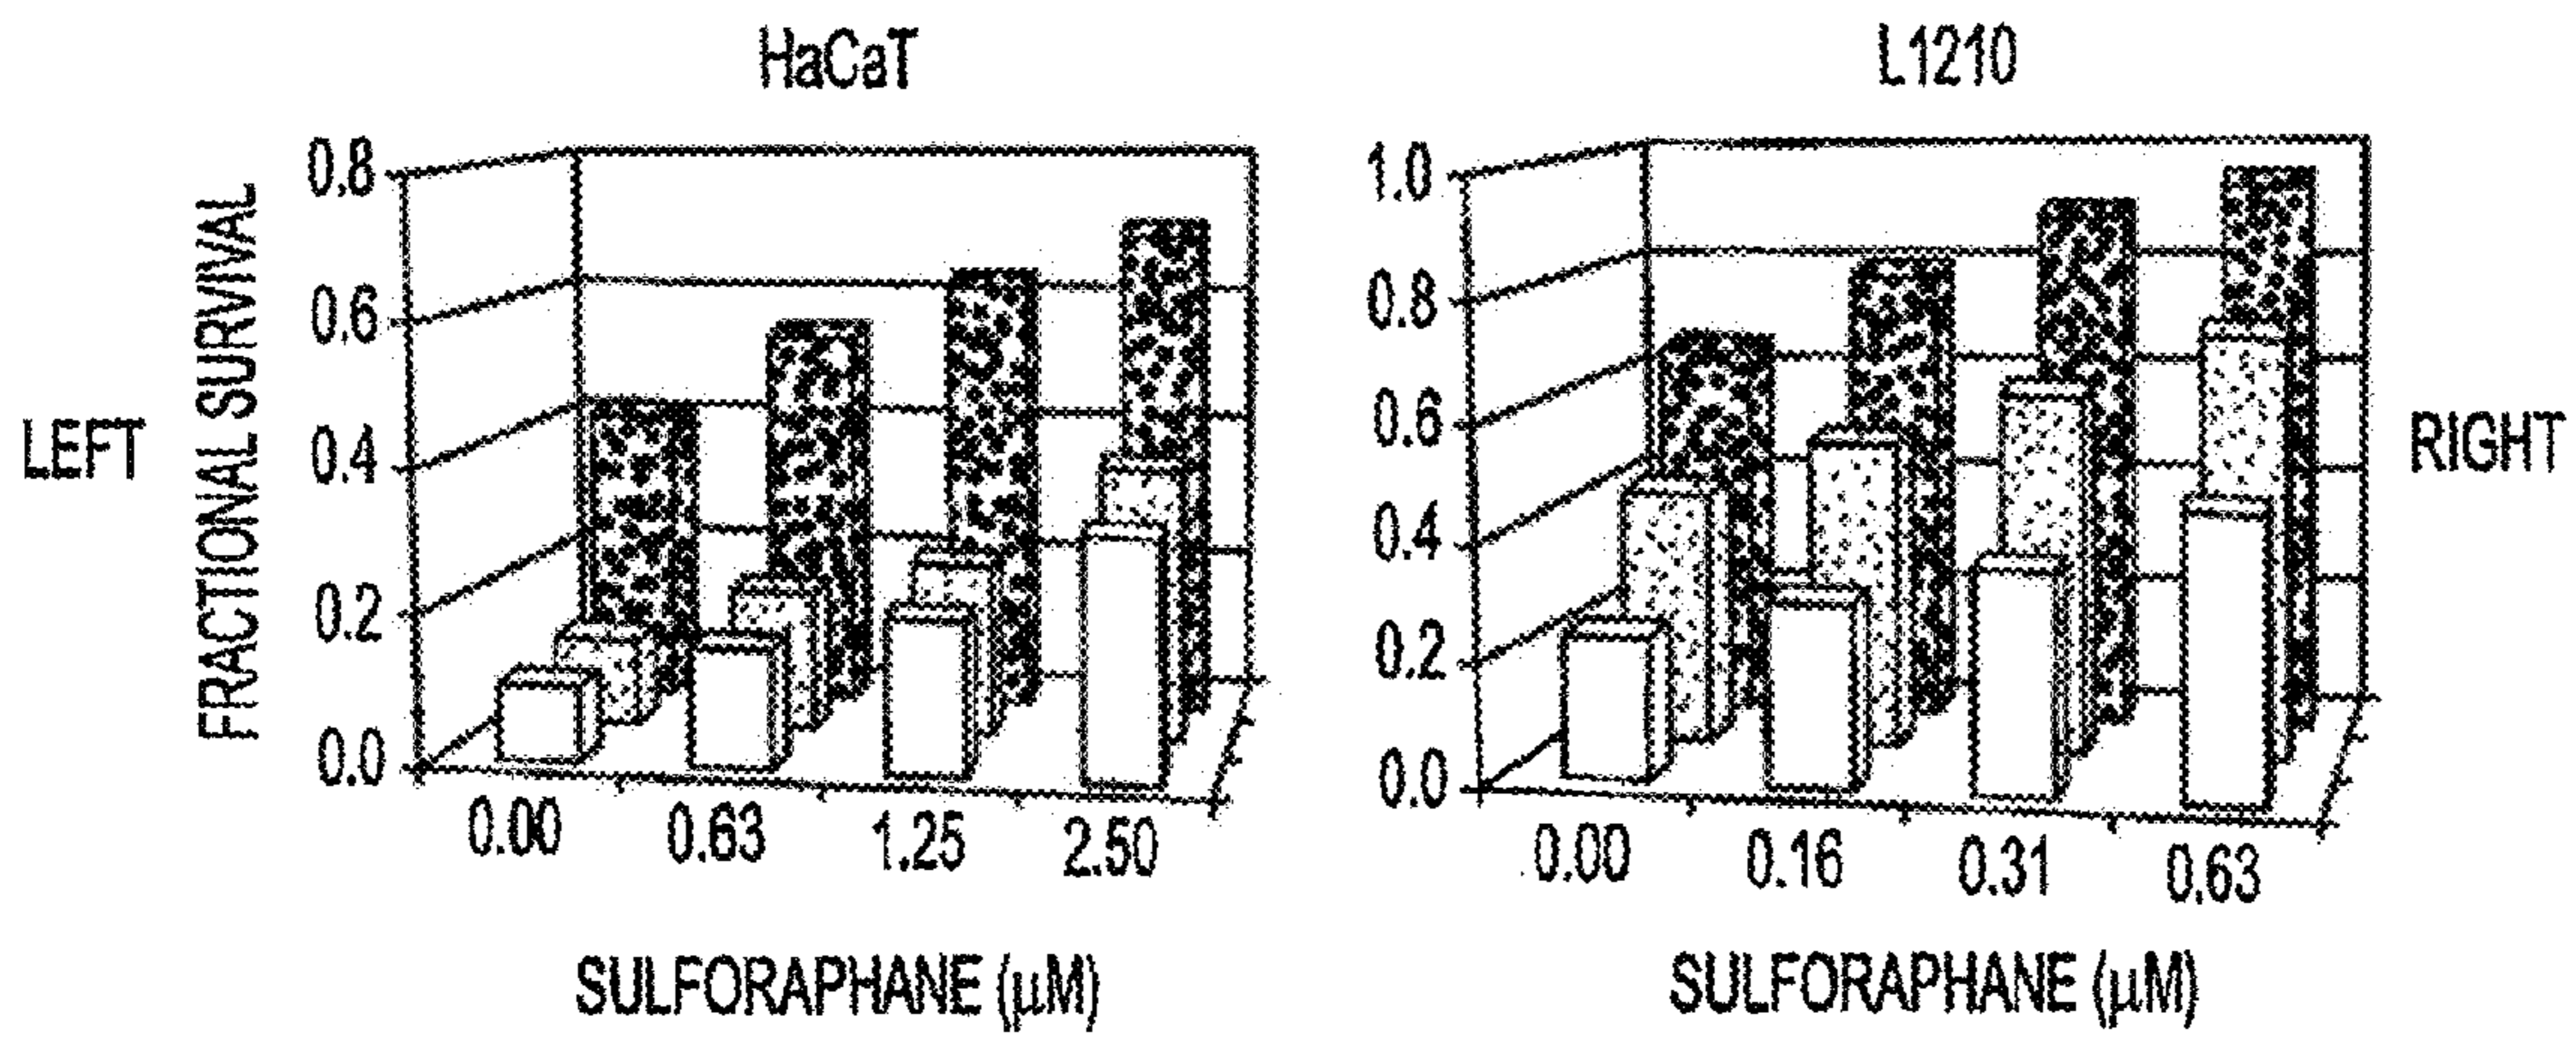 HaCaT
LEFT
FRACTIONAL SURVIVAL
0.8
0.6
0.4
0.2
0.0
0.00 0.63 1.25 2.50
SULFORAPHANE (µM)
L1210
1.0
0.8
0.6
0.4
0.2
0.0
0.00 0.16 0.31 0.63
SULFORAPHANE (µM)
RIGHT